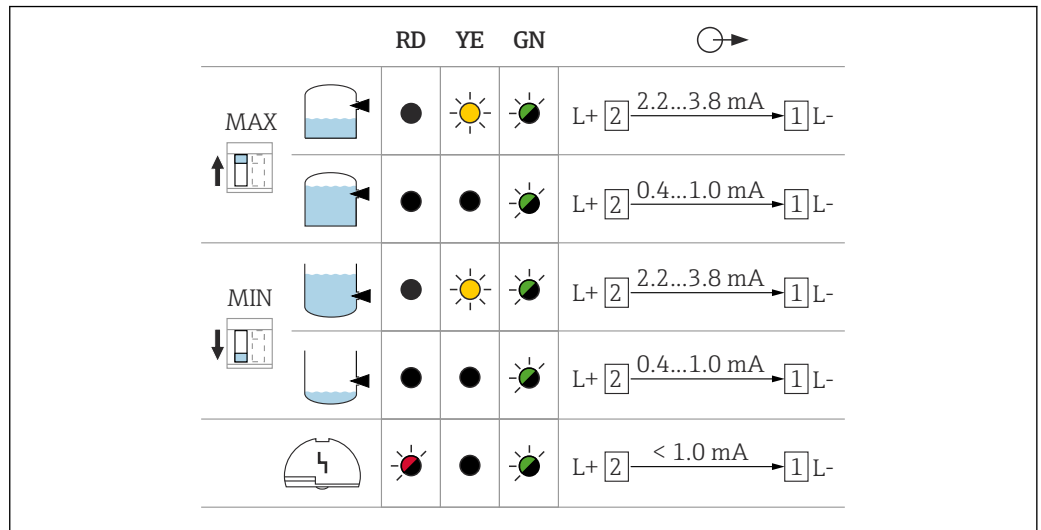 RD YE GN
MAX
L+ 2 2.2...3.8 mA 1 L-
L+ 2 0.4...1.0 mA 1 L-
MIN
L+ 2 2.2...3.8 mA 1 L-
L+ 2 0.4...1.0 mA 1 L-
L+ 2 < 1.0 mA 1 L-